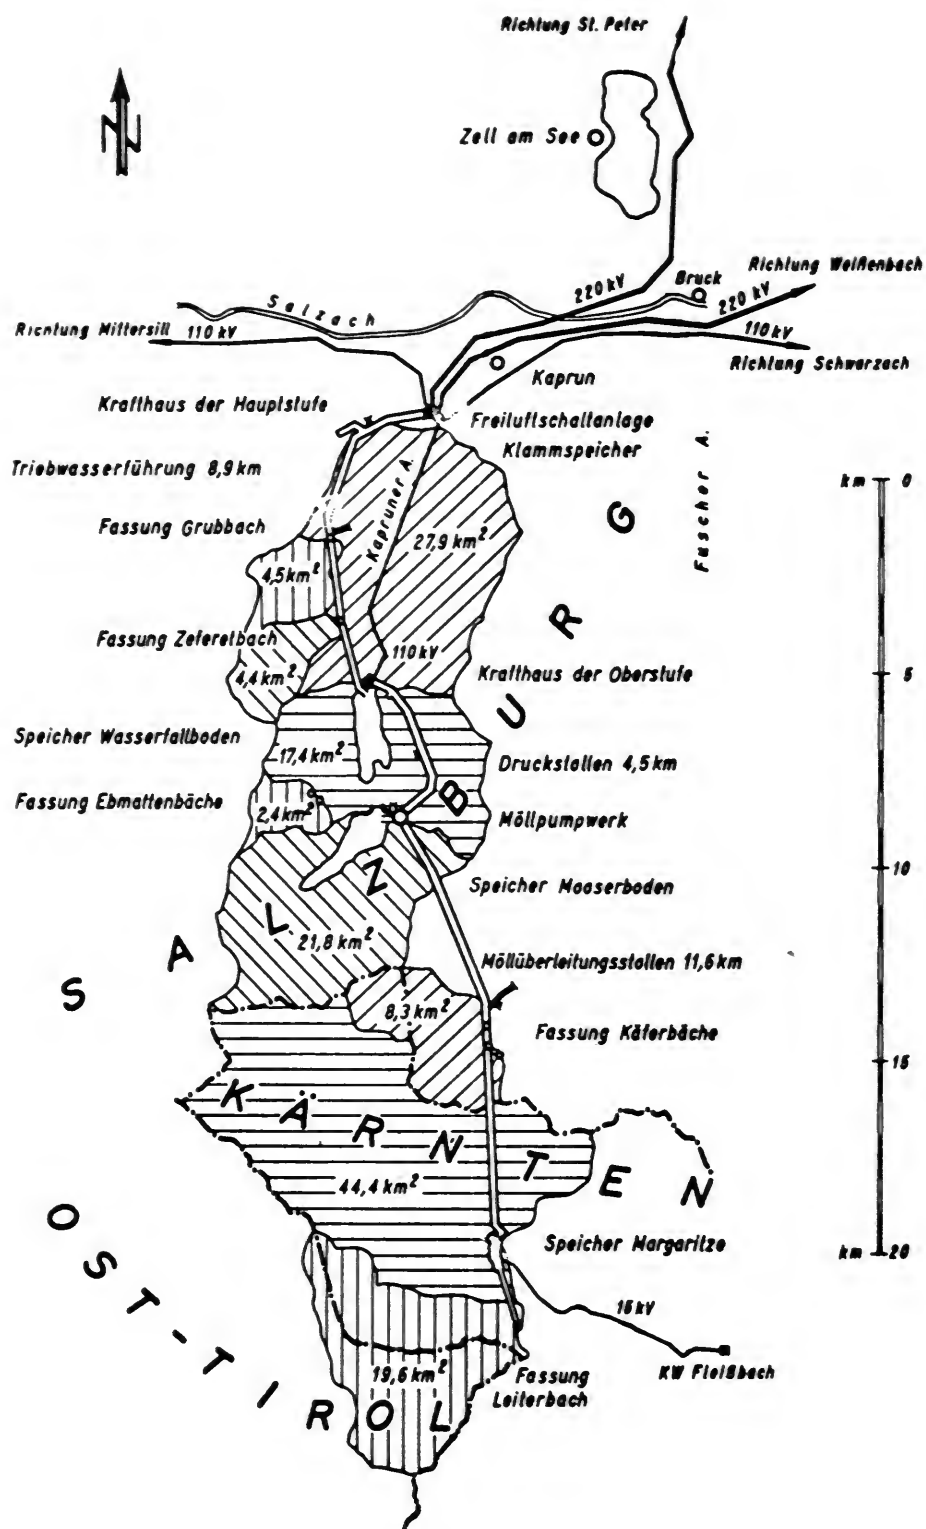 Richtung St. Peter
N
Zell am See
Richtung Weißenbach
Bruck
220 kV
220 kV
Salzach
Richtung Mittersill
110 kV
110 kV
Richtung Schwarzach
Kaprun
Krafthaus der Hauptstufe
Freiluftschaltanlage
Klammspeicher
Triebwasserführung 8,9 km
Kapruner A.
Fuscher A.
km 0
Fassung Grubbach
27,9 km²
4,5 km²
Fassung Zeferetbach
110 kV
4,4 km²
Krafthaus der Oberstufe
5
Speicher Wasserfallboden
17,4 km²
Druckstollen 4,5 km
Fassung Ebmattenbäche
2,4 km²
Möllpumpwerk
10
Speicher Mooserboden
21,8 km²
Möllüberleitungsstollen 11,6 km
8,3 km²
Fassung Käferbäche
15
SALZBURG
KÄRNTEN
44,4 km²
Speicher Margaritze
km 20
15 kV
OST-TIROL
19,6 km²
Fassung
Leiterbach
KW Fleißbach